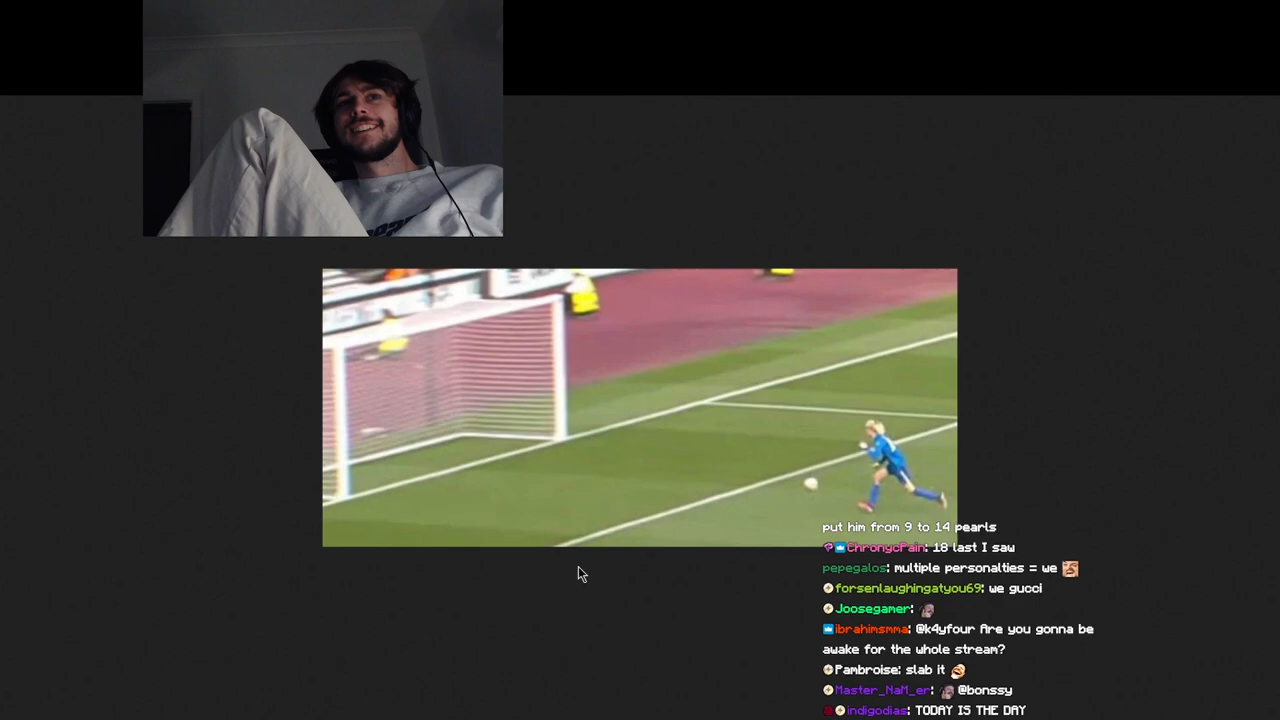 put him from 9 to 14 pearls
ChronycPain: 18 last I saw
pepegalos: multiple personalties = we
forsenlaughingatyou69: we gucci
Joosegamer:
ibrahimsmma: @k4yfour Are you gonna be
awake for the whole stream?
Pambroise: slab it
Master_NaM_er: @bonssy
indigodias: TODAY IS THE DAY